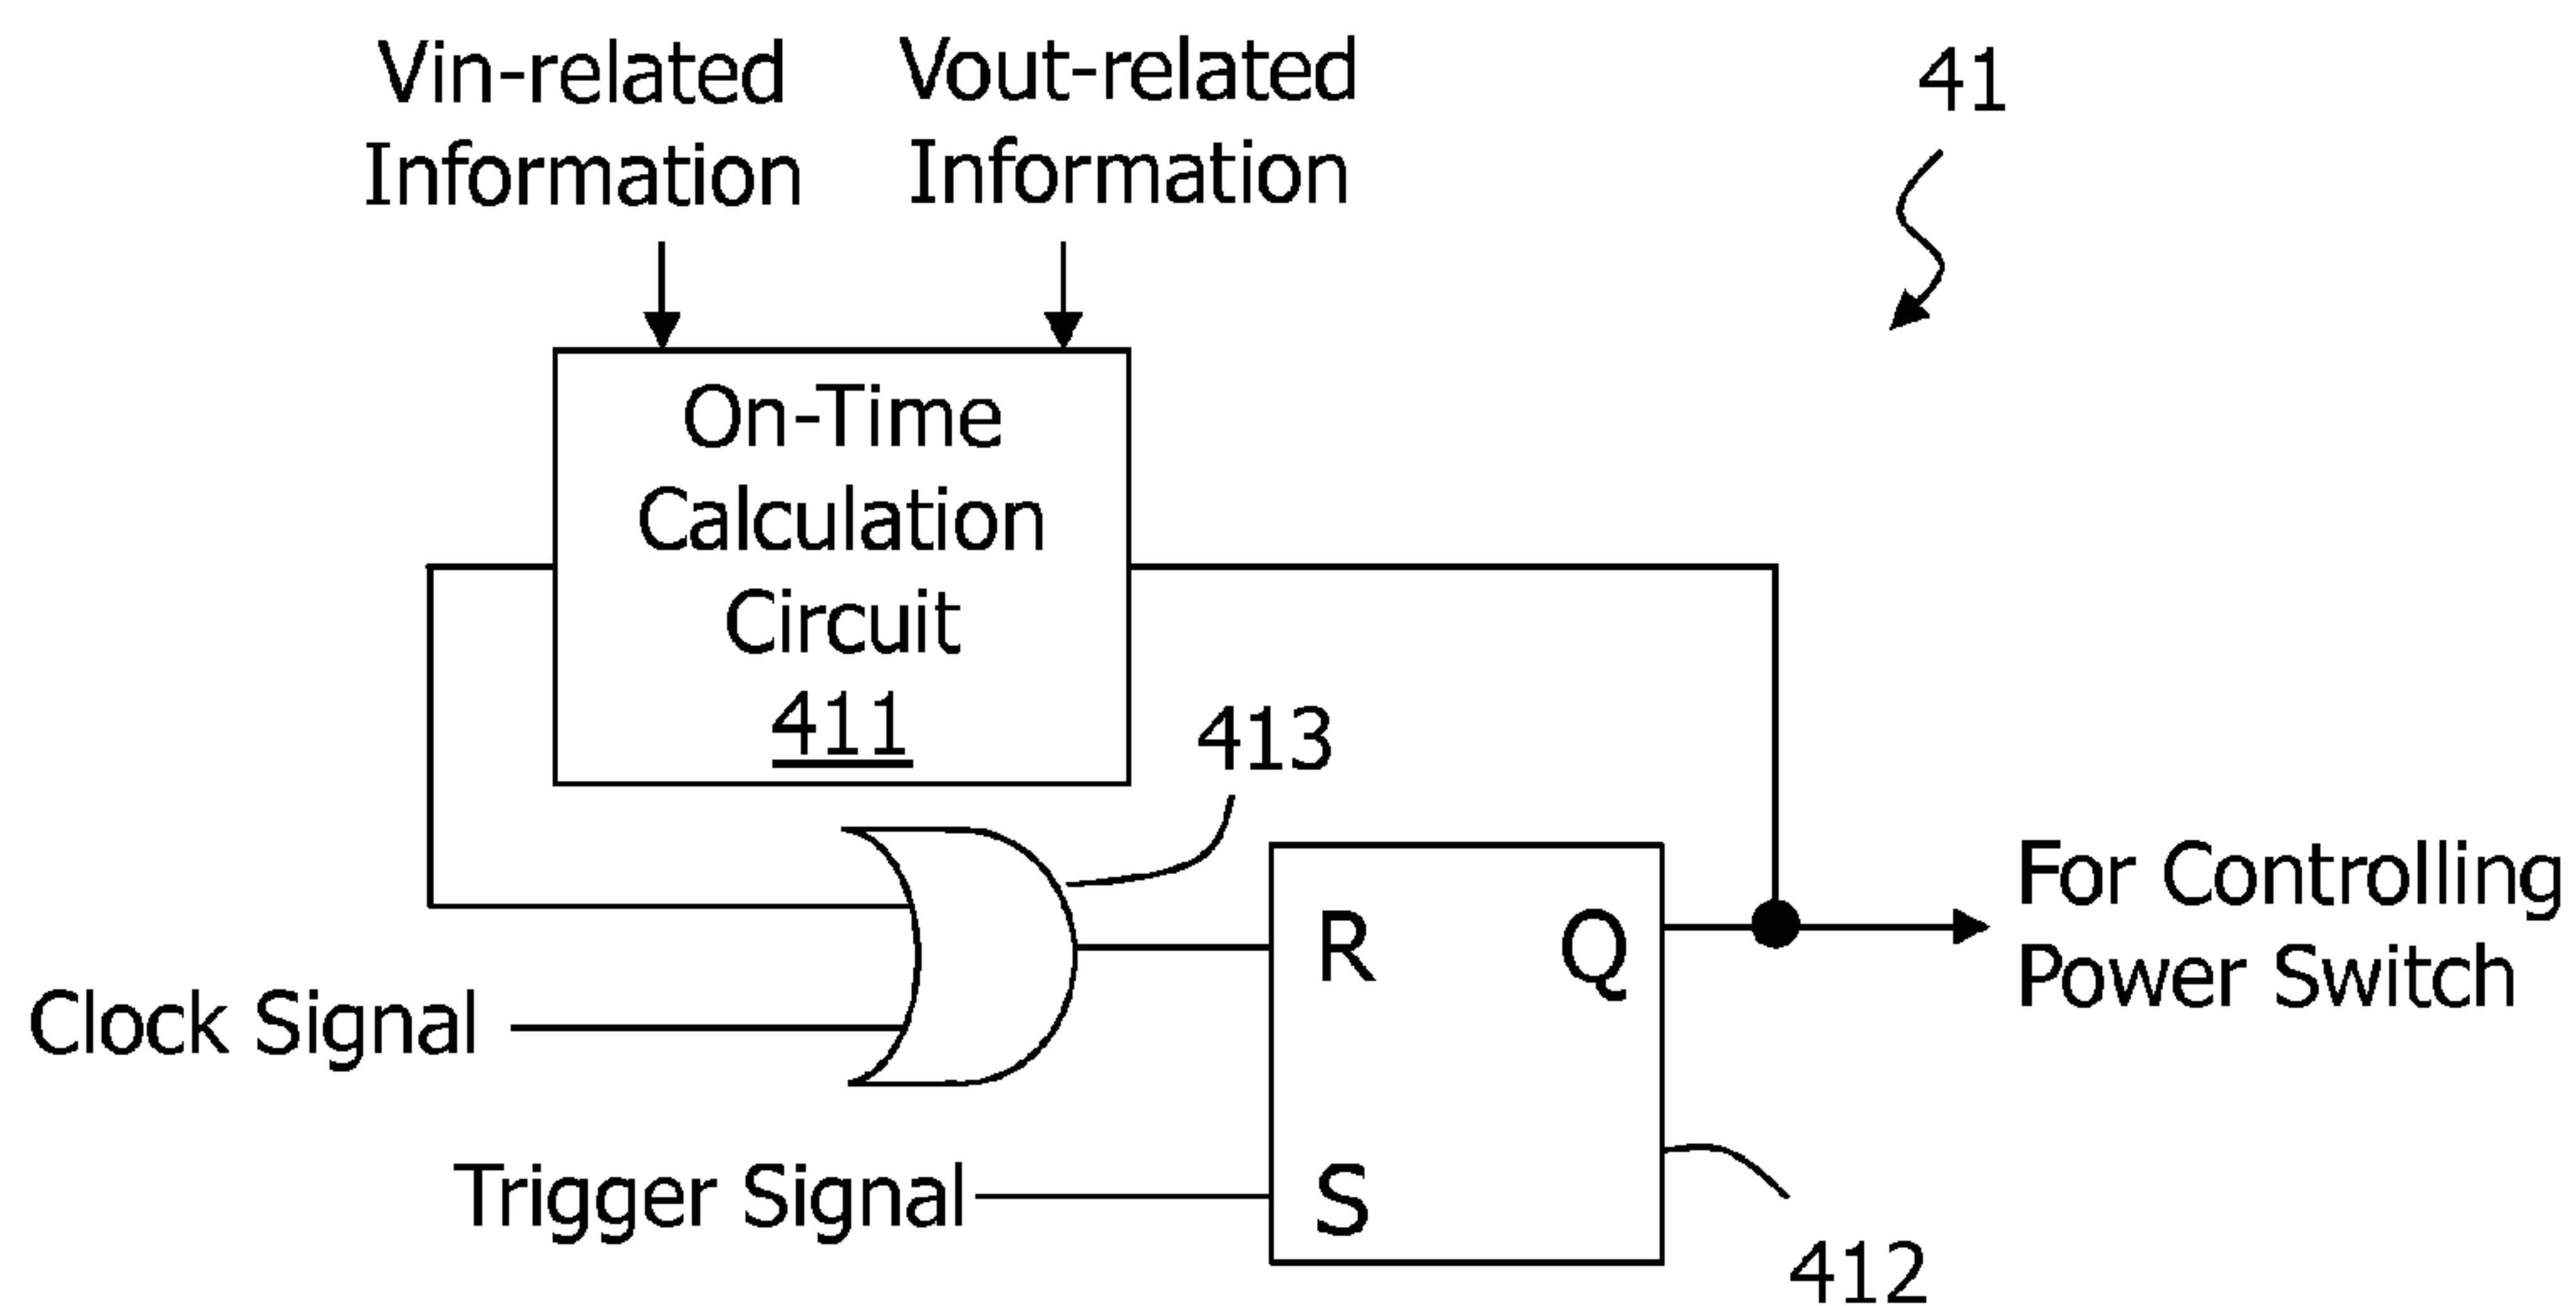 Vin-related
Information
Vout-related
Information
41
On-Time
Calculation
Circuit
411
413
R
Q
For Controlling
Power Switch
Clock Signal
Trigger Signal
S
412